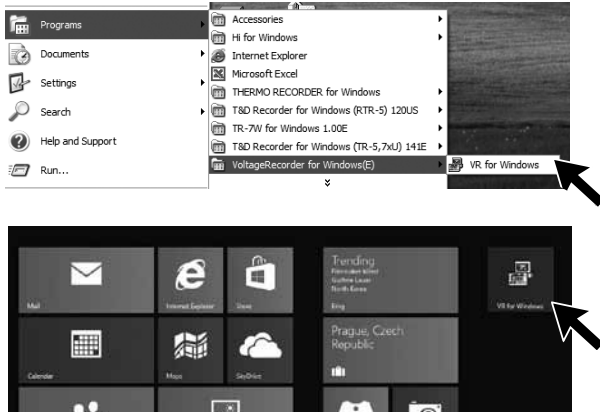 Programs
Documents
Settings
Search
Help and Support
Run...
Accessories
Hi for Windows
Internet Explorer
Microsoft Excel
THERMO RECORDER for Windows
T&D Recorder for Windows (RTR-5) 120US
TR-7W for Windows 1.00E
T&D Recorder for Windows (TR-5,7xU) 141E
VoltageRecorder for Windows(E)
VR for Windows
Mail
Internet Explorer
Store
Trending
North Korea
Bing
VR for Windows
Calendar
Maps
SkyDrive
Prague, Czech
Republic